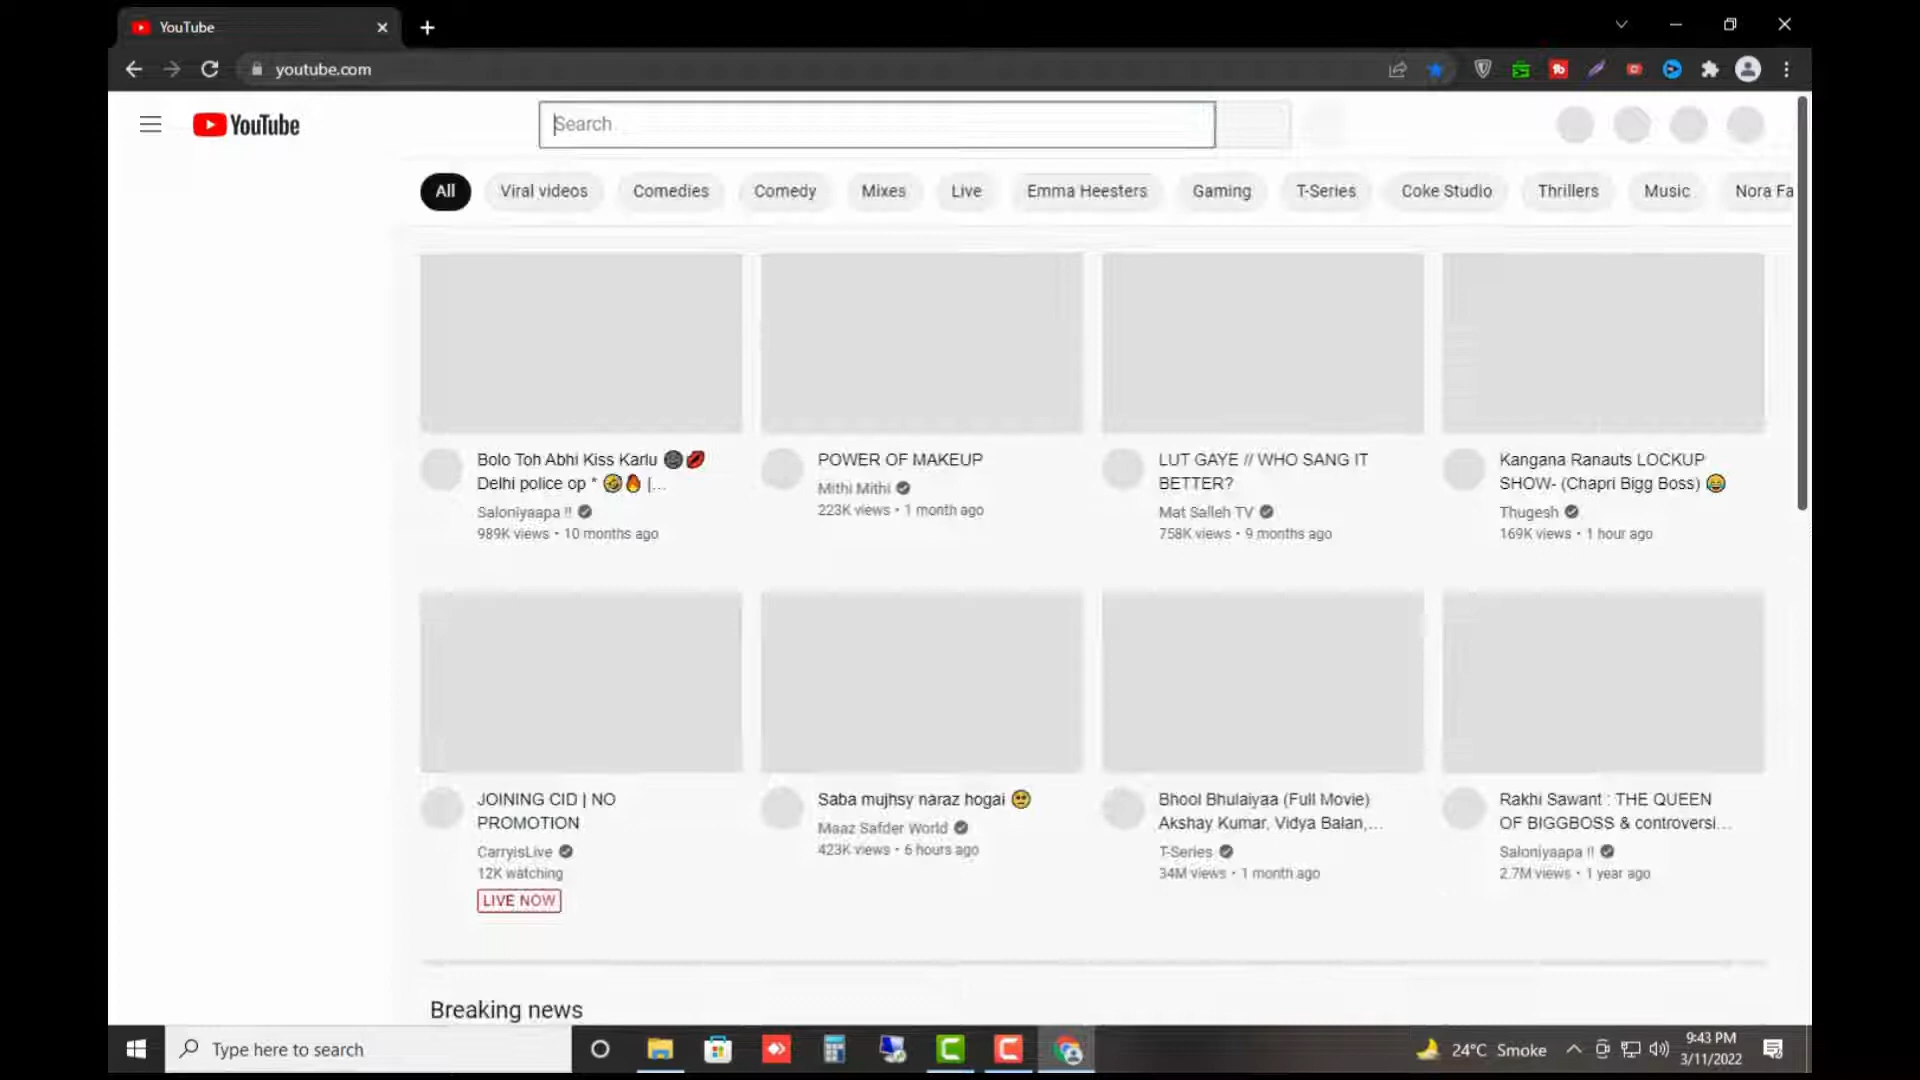 YouTube
youtube.com
YouTube
Search
All Viral videos Comedies Comedy Mixes Live Emma Heesters Gaming T-Series Coke Studio Thrillers Music Nora Fa
Bolo Toh Abhi Kiss Karlu 🌚💋
Delhi police op * 🤣🔥 |...
Saloniyaapa !!
989K views • 10 months ago
POWER OF MAKEUP
Mithi Mithi
223K views • 1 month ago
LUT GAYE // WHO SANG IT
BETTER?
Mat Salleh TV
758K views • 9 months ago
Kangana Ranauts LOCKUP
SHOW- (Chapri Bigg Boss) 😂
Thugesh
169K views • 1 hour ago
JOINING CID | NO
PROMOTION
CarryisLive
12K watching
LIVE NOW
Saba mujhsy naraz hogai 🥺
Maaz Safder World
423K views • 6 hours ago
Bhool Bhulaiyaa (Full Movie)
Akshay Kumar, Vidya Balan,...
T-Series
34M views • 1 month ago
Rakhi Sawant : THE QUEEN
OF BIGGBOSS & controversi...
Saloniyaapa !!
2.7M views • 1 year ago
Breaking news
Type here to search
24°C Smoke
9:43 PM
3/11/2022